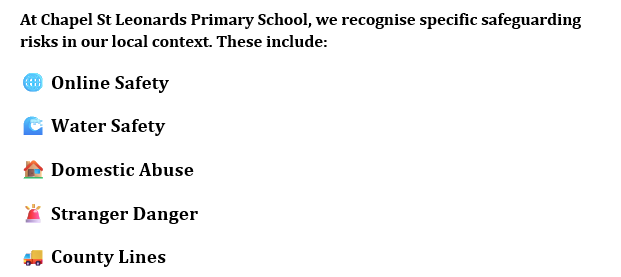 At Chapel St Leonards Primary School, we recognise specific safeguarding
risks in our local context. These include:
Online Safety
Water Safety
Domestic Abuse
Stranger Danger
County Lines